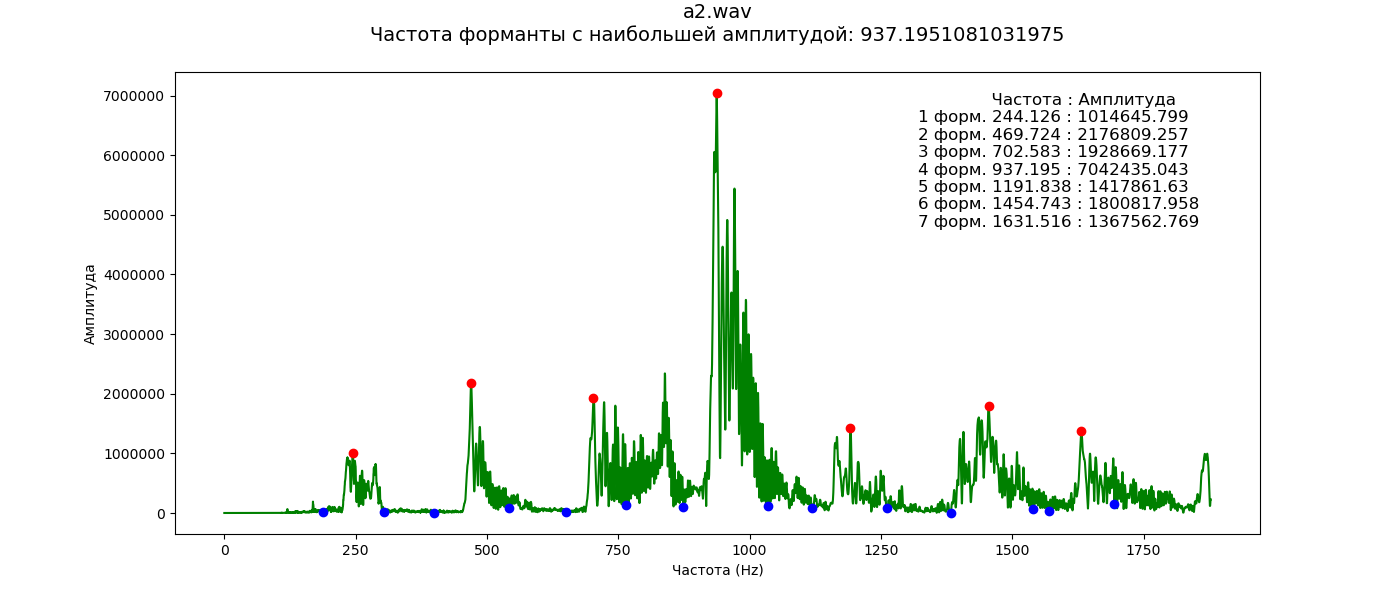 a2.wav
Частота форманты с наибольшей амплитудой: 937.1951081031975
Частота : Амплитуда
1 форм. 244.126 : 1014645.799
2 форм. 469.724 : 2176809.257
3 форм. 702.583 : 1928669.177
4 форм. 937.195 : 7042435.043
5 форм. 1191.838 : 1417861.63
6 форм. 1454.743 : 1800817.958
7 форм. 1631.516 : 1367562.769
Амплитуда
7000000
6000000
5000000
4000000
3000000
2000000
1000000
0
0 250 500 750 1000 1250 1500 1750
Частота (Hz)